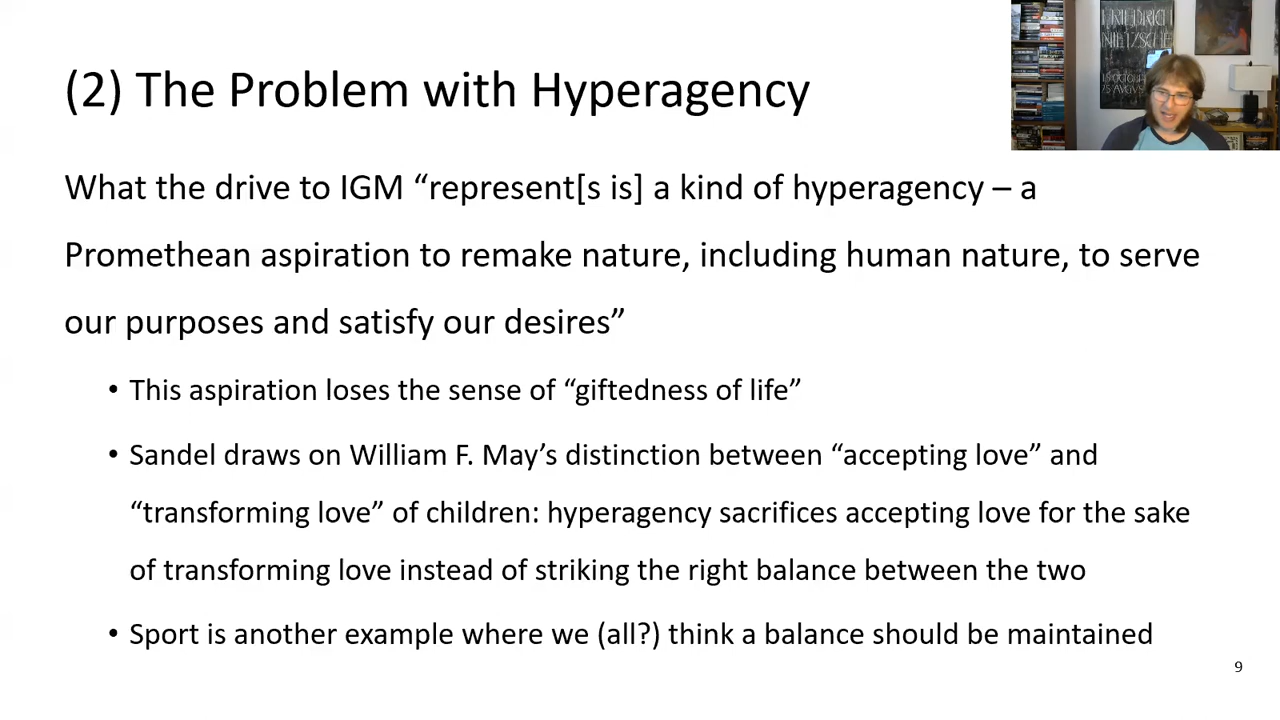 (2) The Problem with Hyperagency
FRIEDRICH
NIETZSCHE
What the drive to IGM “represent[s is] a kind of hyperagency – a
Promethean aspiration to remake nature, including human nature, to serve
our purposes and satisfy our desires”
• This aspiration loses the sense of “giftedness of life”
• Sandel draws on William F. May’s distinction between “accepting love” and
“transforming love” of children: hyperagency sacrifices accepting love for the sake
of transforming love instead of striking the right balance between the two
• Sport is another example where we (all?) think a balance should be maintained
9